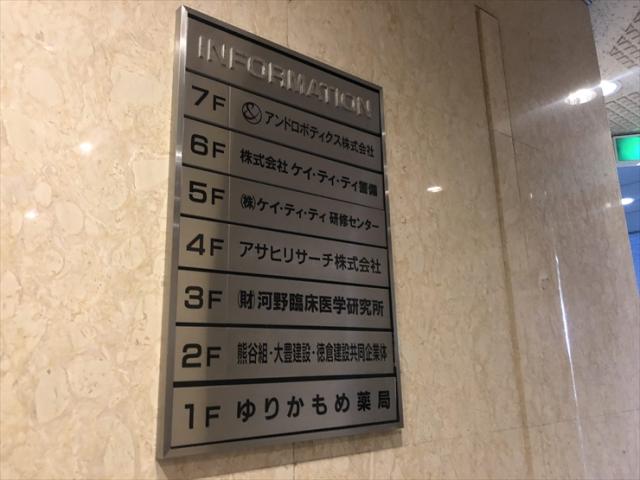 INFORMATION
7F アンドロボティクス株式会社
6F 株式会社 ケイ・ティ・ティ警備
5F ㈱ケイ・ティ・ティ 研修センター
4F アサヒリサーチ株式会社
3F ㈶河野臨床医学研究所
2F 熊谷組・大豊建設・徳倉建設共同企業体
1F ゆりかもめ薬局